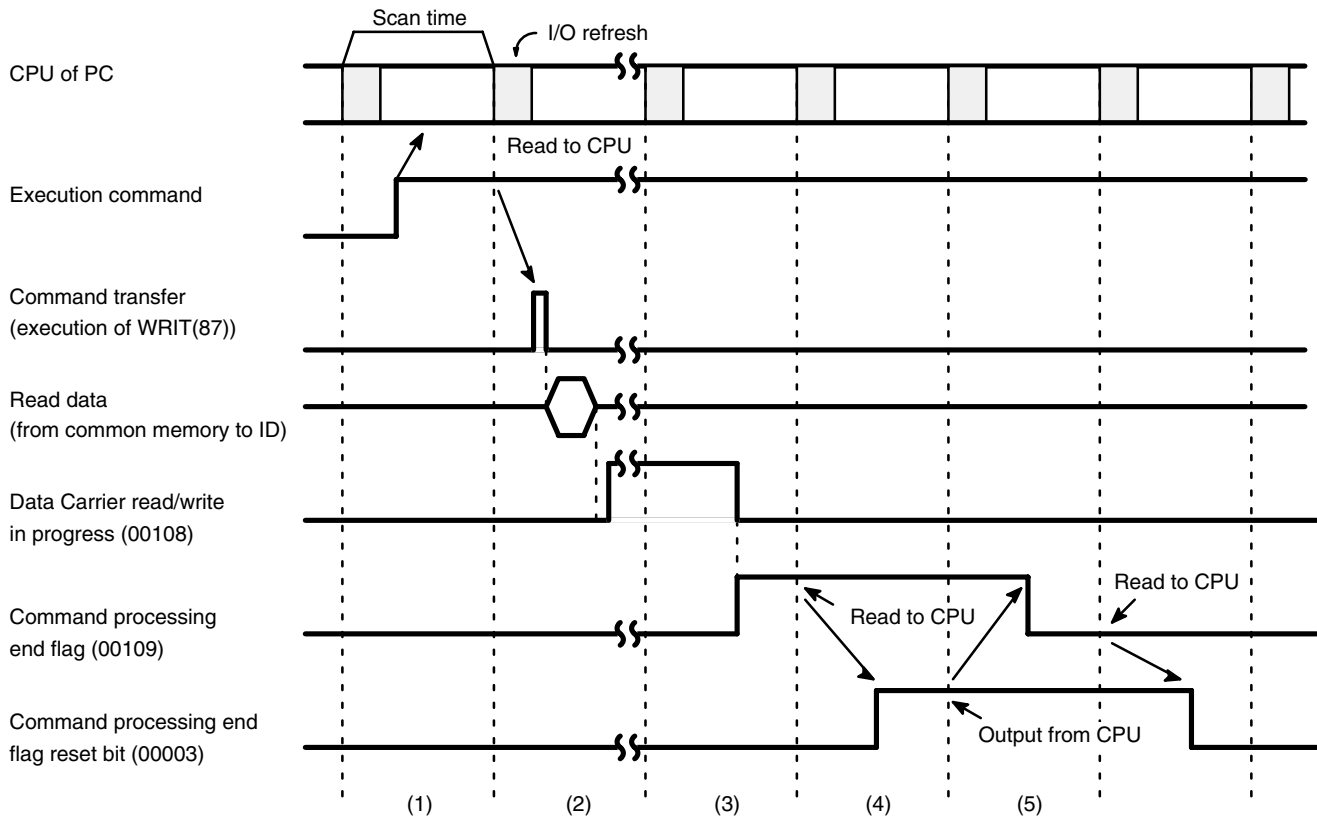 Scan time
I/O refresh
CPU of PC
Read to CPU
Execution command
Command transfer
(execution of WRIT(87))
Read data
(from common memory to ID)
Data Carrier read/write
in progress (00108)
Read to CPU
Command processing
end flag (00109)
Read to CPU
Command processing end
flag reset bit (00003)
Output from CPU
(1) (2) (3) (4) (5)